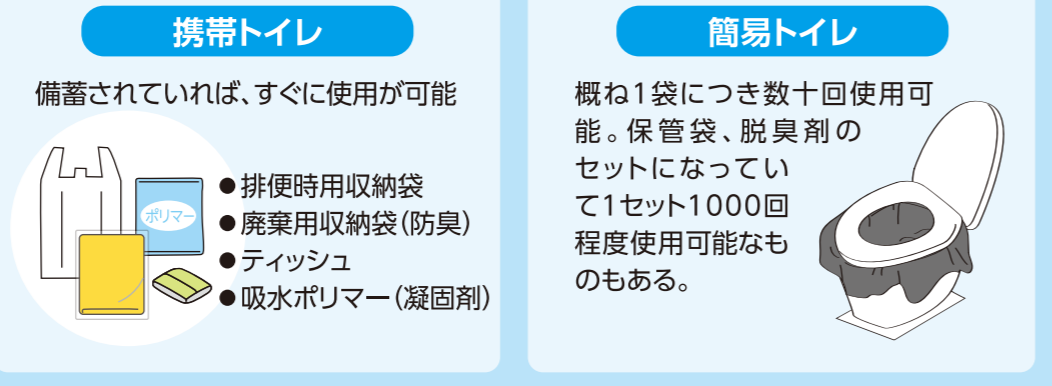 携帯トイレ
備蓄されていれば、すぐに使用が可能
ポリマー
●排便時用収納袋
●廃棄用収納袋（防臭）
●ティッシュ
●吸水ポリマー（凝固剤）
簡易トイレ
概ね1袋につき数十回使用可
能。保管袋、脱臭剤の
セットになってい
て1セット1000回
程度使用可能なも
のもある。